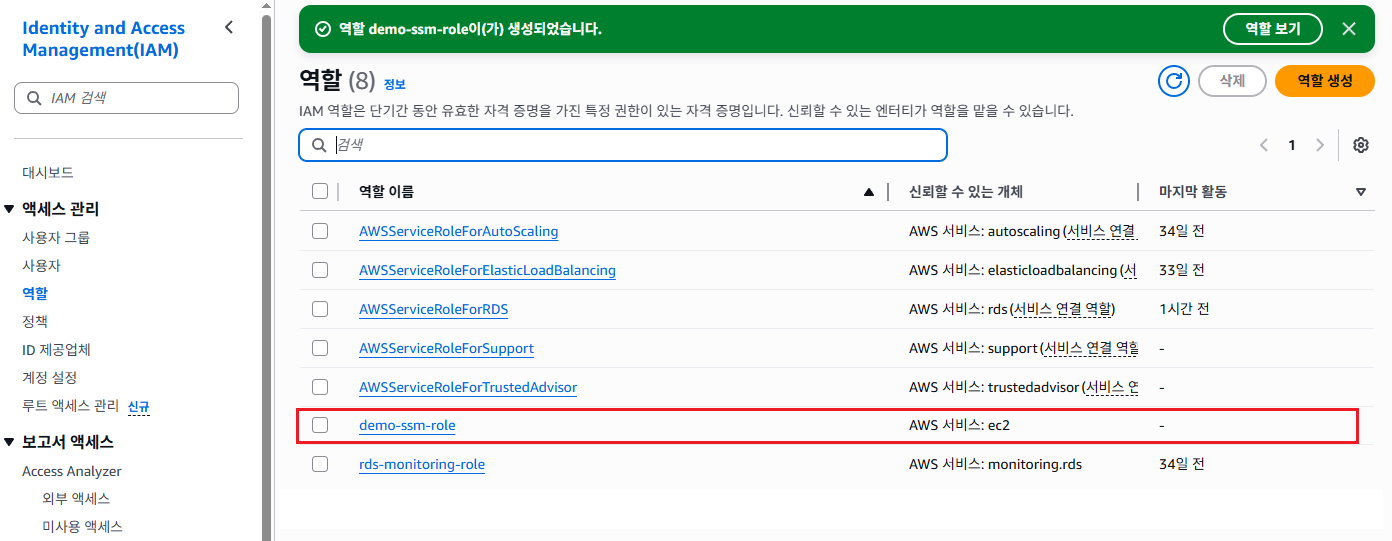 Identity and Access
Management(IAM)
IAM 검색
대시보드
액세스 관리
사용자 그룹
사용자
역할
정책
ID 제공업체
계정 설정
루트 액세스 관리 신규
보고서 액세스
Access Analyzer
외부 액세스
미사용 액세스
역할 demo-ssm-role이(가) 생성되었습니다. 역할 보기
역할 (8) 정보 삭제 역할 생성
IAM 역할은 단기간 동안 유효한 자격 증명을 가진 특정 권한이 있는 자격 증명입니다. 신뢰할 수 있는 엔터티가 역할을 맡을 수 있습니다.
검색 1
역할 이름 신뢰할 수 있는 개체 마지막 활동
AWSServiceRoleForAutoScaling AWS 서비스: autoscaling (서비스 연결 34일 전
AWSServiceRoleForElasticLoadBalancing AWS 서비스: elasticloadbalancing (서 33일 전
AWSServiceRoleForRDS AWS 서비스: rds (서비스 연결 역할) 1시간 전
AWSServiceRoleForSupport AWS 서비스: support (서비스 연결 역할 -
AWSServiceRoleForTrustedAdvisor AWS 서비스: trustedadvisor (서비스 연 -
demo-ssm-role AWS 서비스: ec2 -
rds-monitoring-role AWS 서비스: monitoring.rds 34일 전